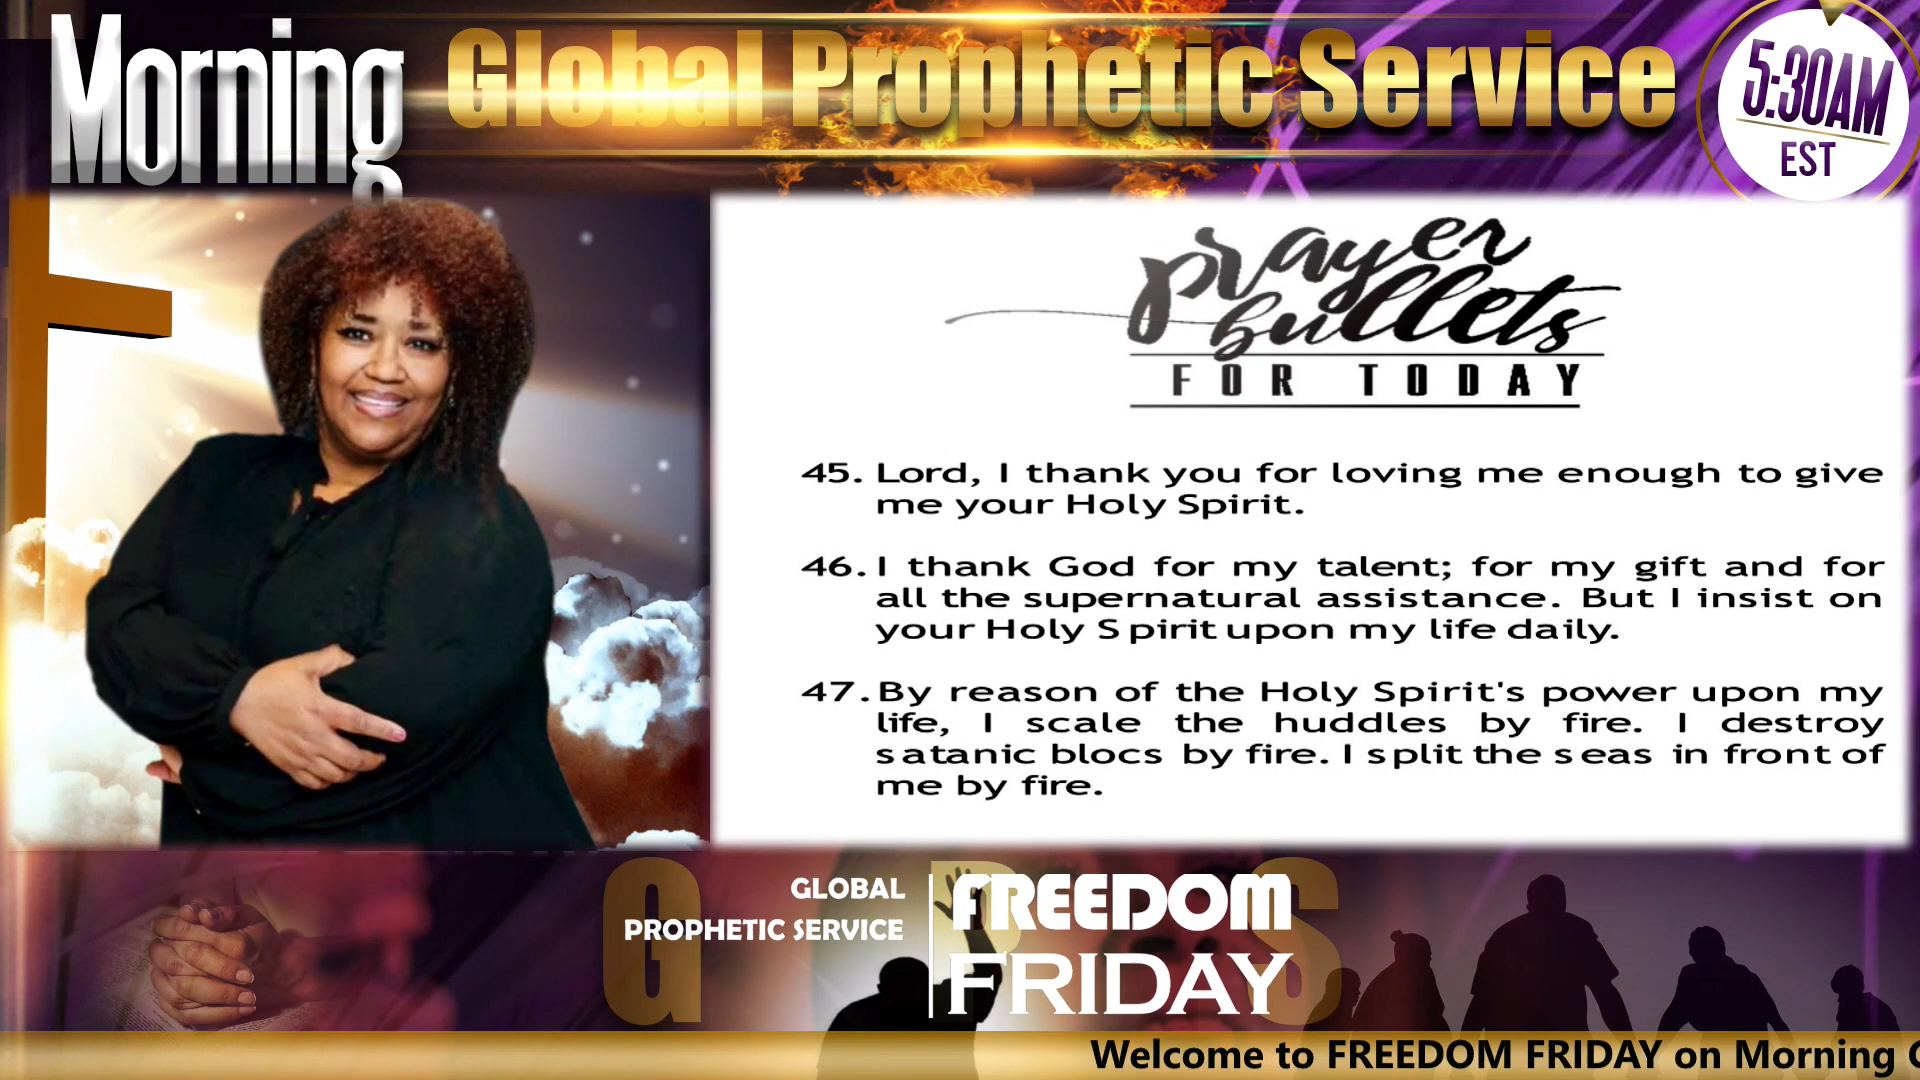 Morning Global Prophetic Service
5:30AM
EST
prayer
bullets
FOR TODAY
45. Lord, I thank you for loving me enough to give
me your Holy Spirit.
46. I thank God for my talent; for my gift and for
all the supernatural assistance. But I insist on
your Holy Spirit upon my life daily.
47. By reason of the Holy Spirit's power upon my
life, I scale the huddles by fire. I destroy
satanic blocs by fire. I split the seas in front of
me by fire.
GPS
GLOBAL
PROPHETIC SERVICE
FREEDOM
FRIDAY
Welcome to FREEDOM FRIDAY on Morning